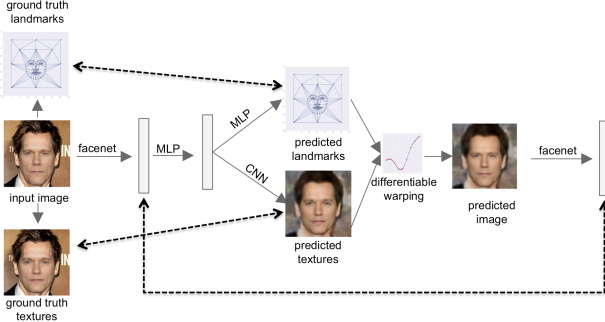 ground truth
landmarks
facenet
MLP
MLP
CNN
input image
predicted
landmarks
differentiable
warping
facenet
predicted
image
predicted
textures
ground truth
textures